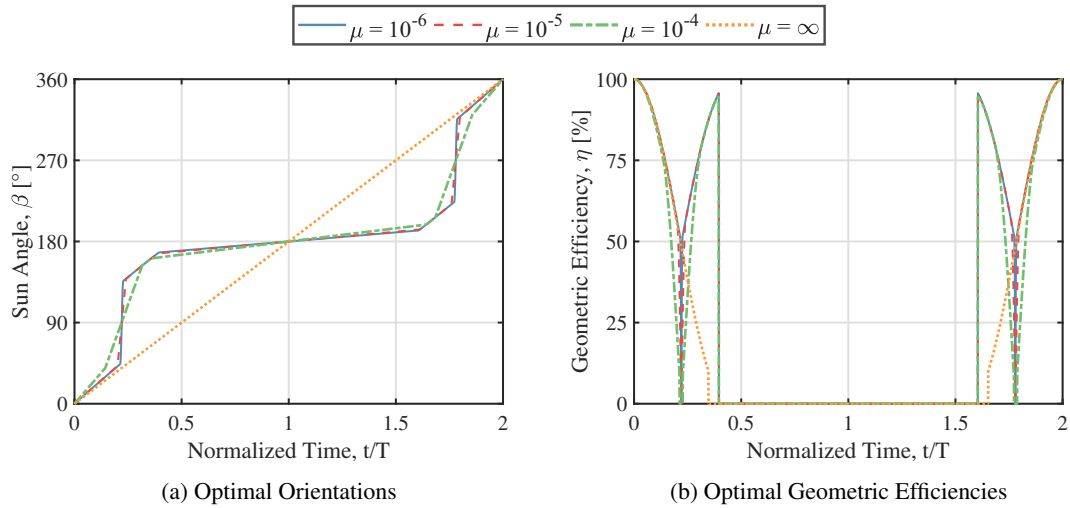 μ = 10⁻⁶ μ = 10⁻⁵ μ = 10⁻⁴ μ = ∞
Sun Angle, β [°]
360
270
180
90
0
0 0.5 1 1.5 2
Normalized Time, t/T
(a) Optimal Orientations
Geometric Efficiency, η [%]
100
75
50
25
0
0 0.5 1 1.5 2
Normalized Time, t/T
(b) Optimal Geometric Efficiencies